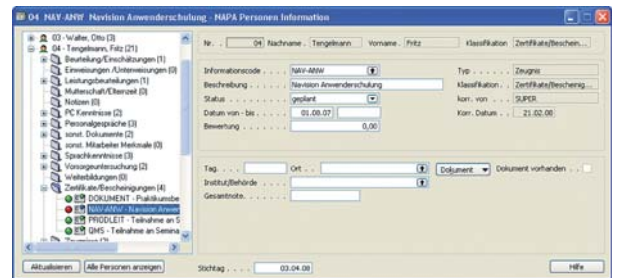 04 NAV-ANW Navision Anwenderschulung - NAPA Personen Information
03 - Walter, Otto (3)
04 - Tengelmann, Fritz (21)
Beurteilung/Einschätzungen (1)
Einweisungen /Unterweisungen (0)
Leistungsbeurteilungen (1)
Mutterschaft/Elternzeit (0)
Notizen (0)
PC Kenntnisse (2)
Personalgespräche (3)
sonst. Dokumente (2)
sonst. Mitarbeiter Merkmale (0)
Sprachkenntnisse (3)
Vorsorgeuntersuchung (2)
Weiterbildungen (0)
Zertifikate/Bescheinigungen (4)
DOKUMENT - Praktikumsbe
NAV-ANW - Navision Anwen
PRODLEIT - Teilnahme an S
QMS - Teilnahme an Semina
Nr. . . 04 Nachname . Tengelmann Vorname . Fritz Klassifikation Zertifikate/Beschein...
Informationscode . . . . NAV-ANW Typ . . . . . . Zeugnis
Beschreibung . . . . . . Navision Anwenderschulung Klassifikation . . Zertifikate/Bescheinig...
Status . . . . . . . . . geplant korr. von . . . SUPER
Datum von - bis . . . . . 01.08.07 Korr. Datum . . 21.02.08
Bewertung . . . . . . . 0,00
Tag. . . . Ort . . Dokument Dokument vorhanden . .
Institut/Behörde . . . .
Gesamtnote. . . . . . .
Aktualisieren Alle Personen anzeigen Stichtag . . . . 03.04.08 Hilfe